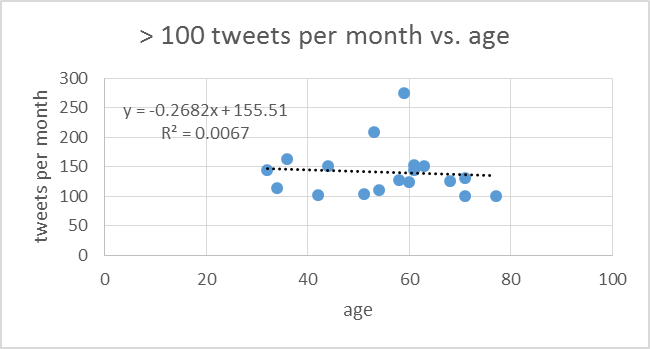 > 100 tweets per month vs. age
300
250
200
150
100
50
0
tweets per month
y = -0.2682x + 155.51
R² = 0.0067
0 20 40 60 80 100
age